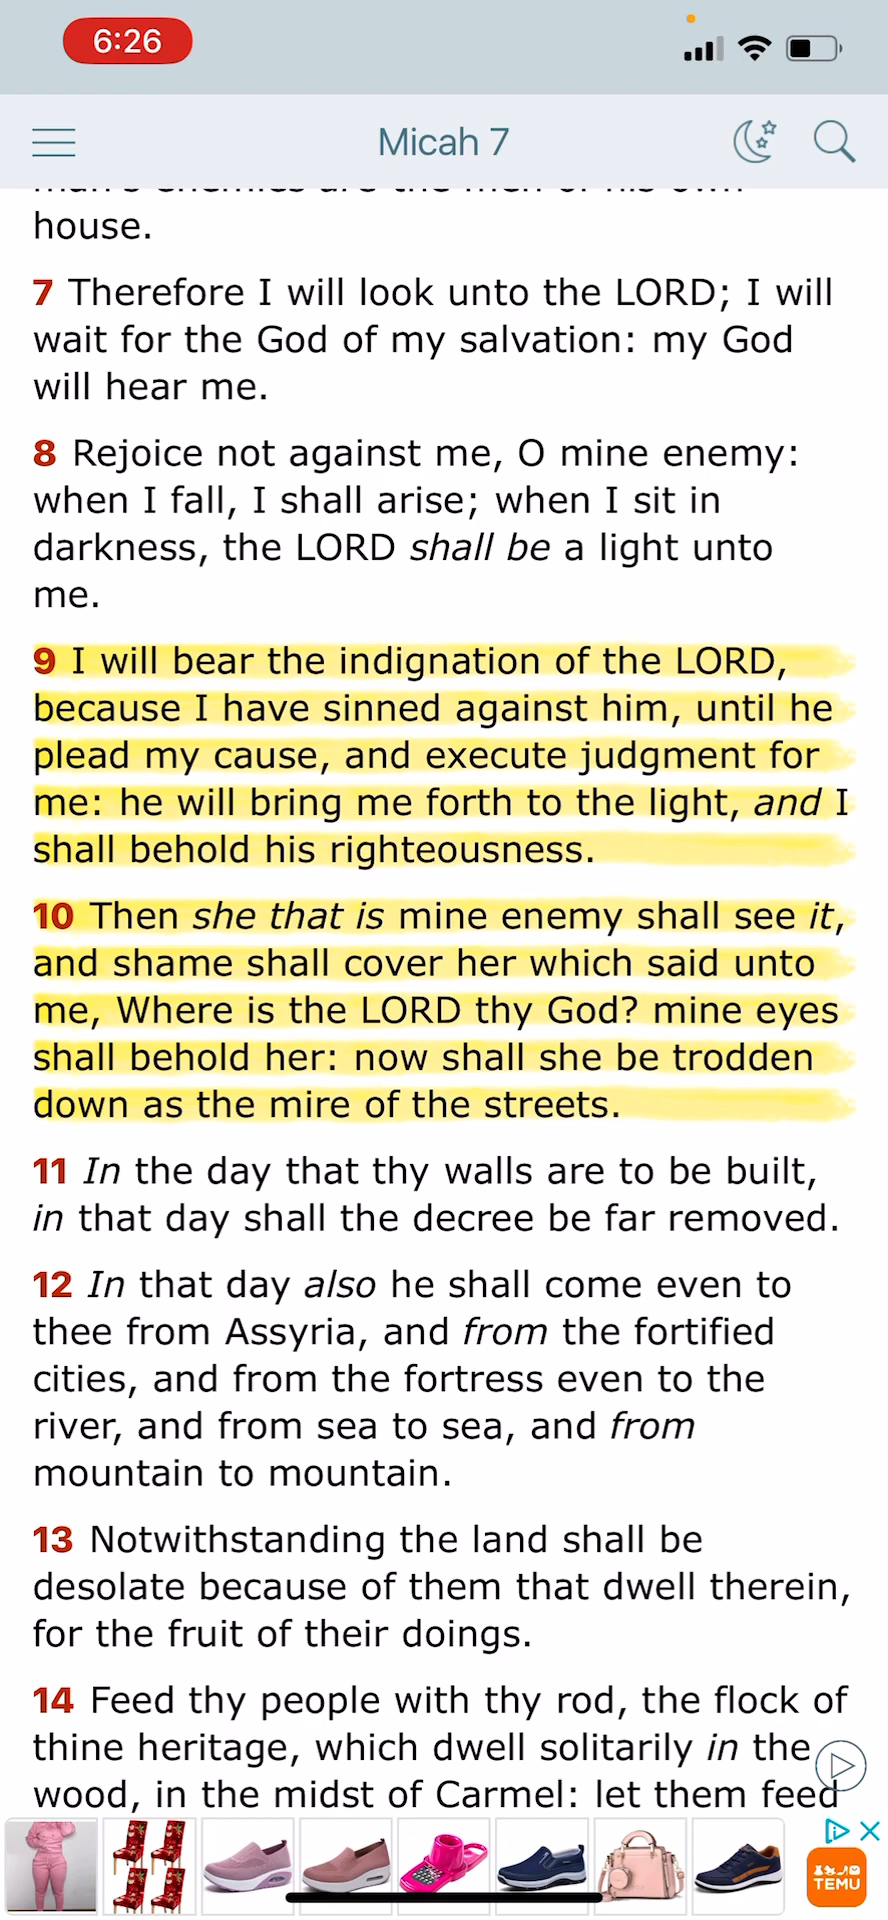 6:26
Micah 7
man's enemies are the men of his own
house.
7 Therefore I will look unto the LORD; I will
wait for the God of my salvation: my God
will hear me.
8 Rejoice not against me, O mine enemy:
when I fall, I shall arise; when I sit in
darkness, the LORD shall be a light unto
me.
9 I will bear the indignation of the LORD,
because I have sinned against him, until he
plead my cause, and execute judgment for
me: he will bring me forth to the light, and I
shall behold his righteousness.
10 Then she that is mine enemy shall see it,
and shame shall cover her which said unto
me, Where is the LORD thy God? mine eyes
shall behold her: now shall she be trodden
down as the mire of the streets.
11 In the day that thy walls are to be built,
in that day shall the decree be far removed.
12 In that day also he shall come even to
thee from Assyria, and from the fortified
cities, and from the fortress even to the
river, and from sea to sea, and from
mountain to mountain.
13 Notwithstanding the land shall be
desolate because of them that dwell therein,
for the fruit of their doings.
14 Feed thy people with thy rod, the flock of
thine heritage, which dwell solitarily in the
wood, in the midst of Carmel: let them feed
TEMU